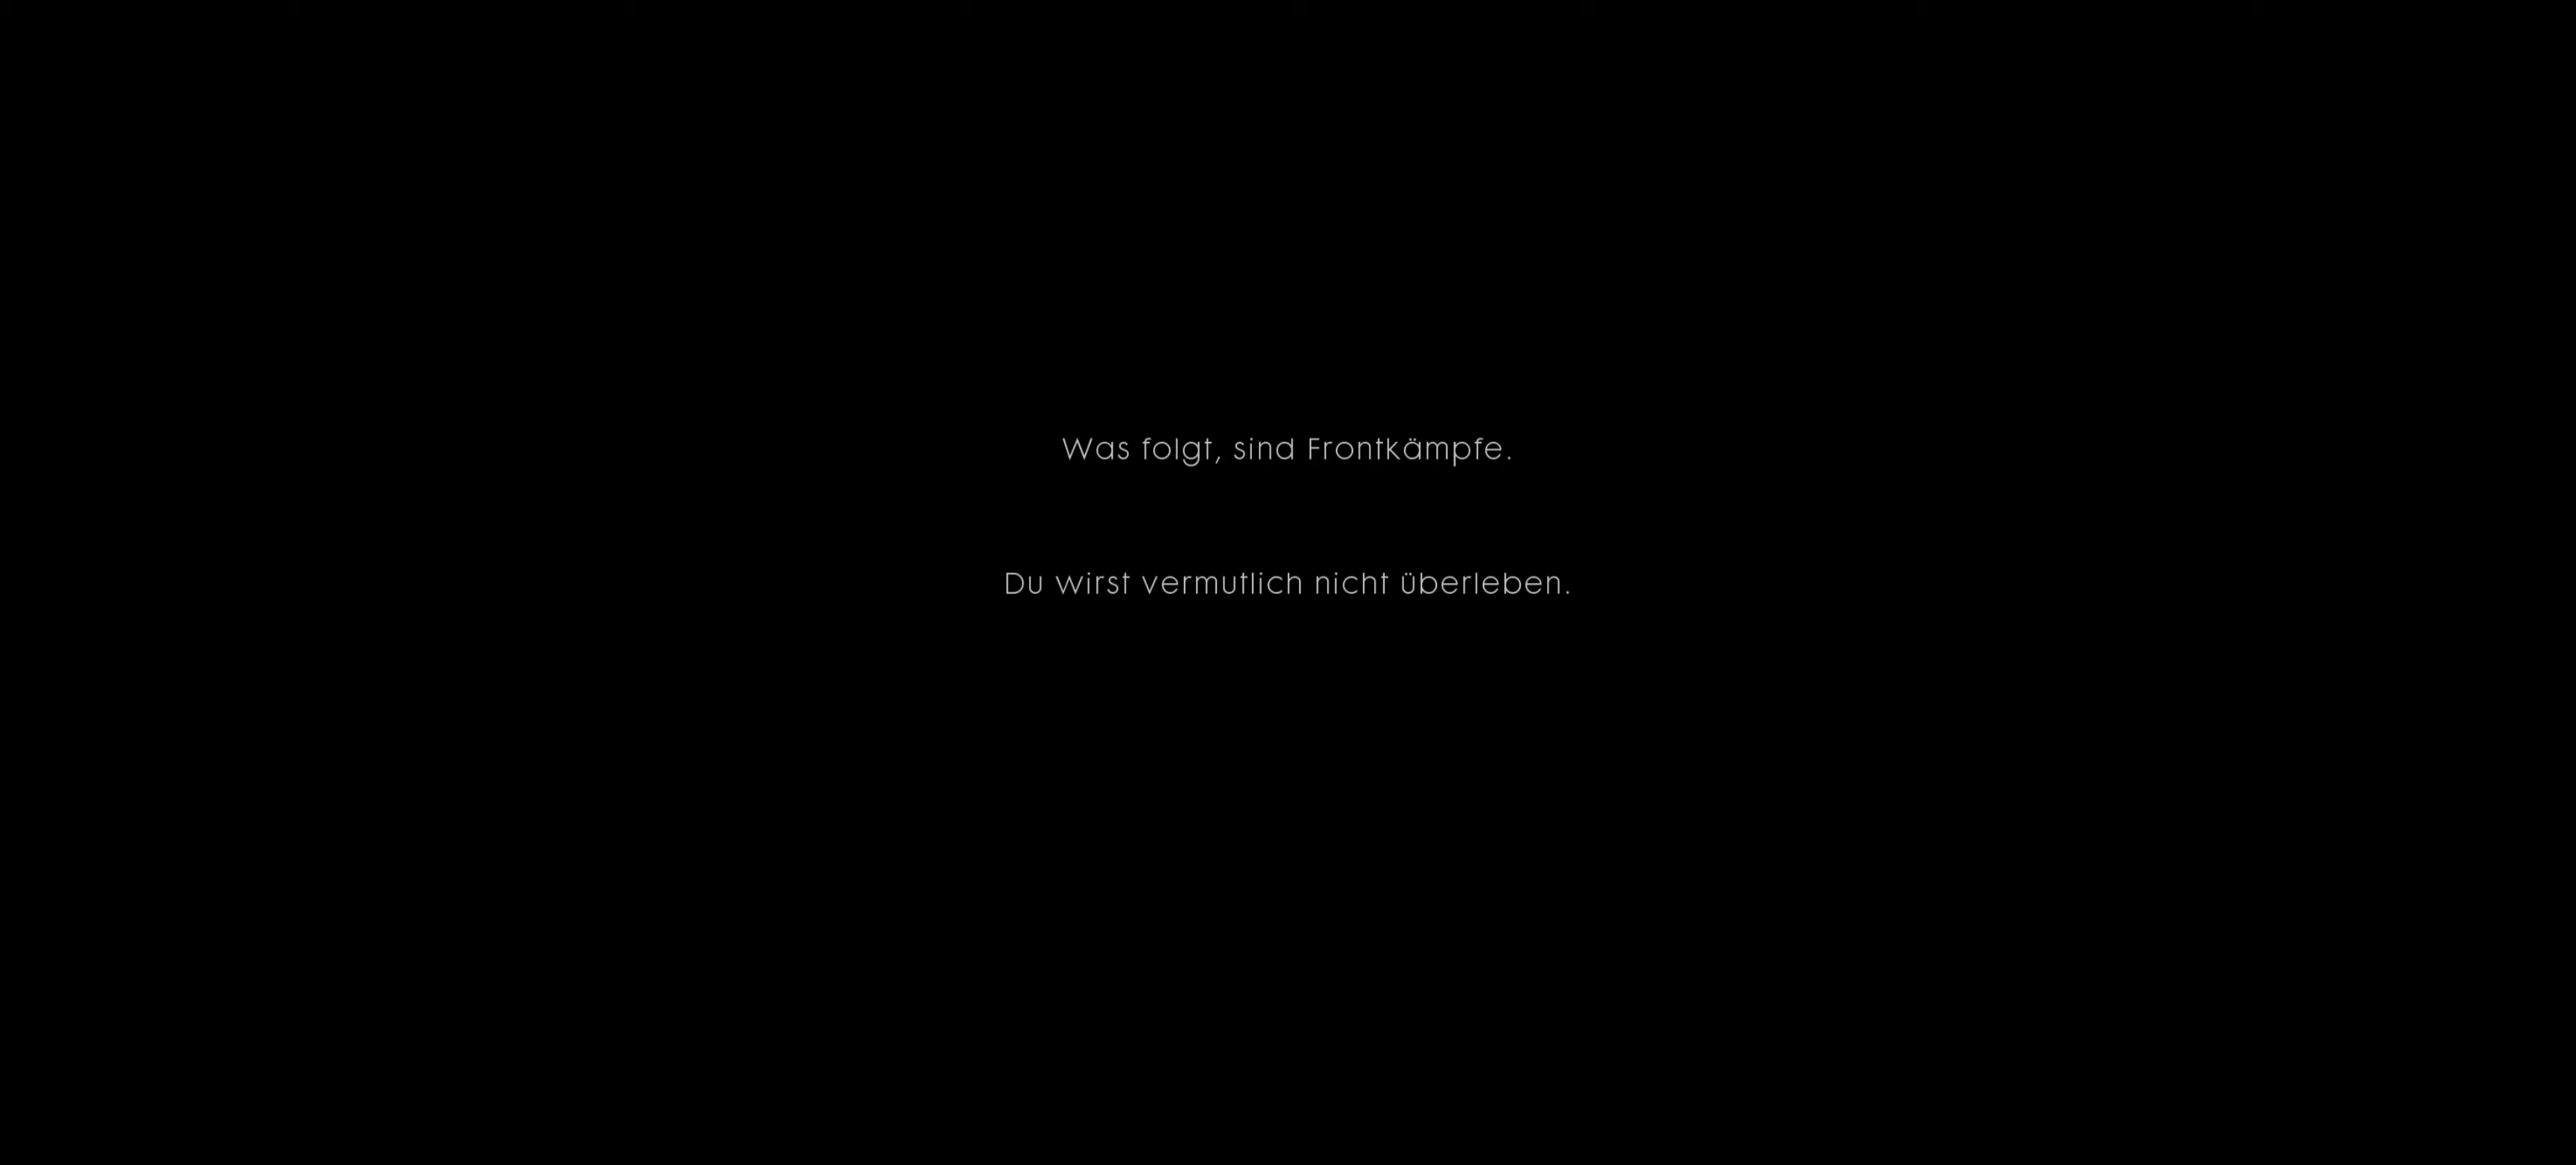 Was folgt, sind Frontkämpfe.
Du wirst vermutlich nicht überleben.